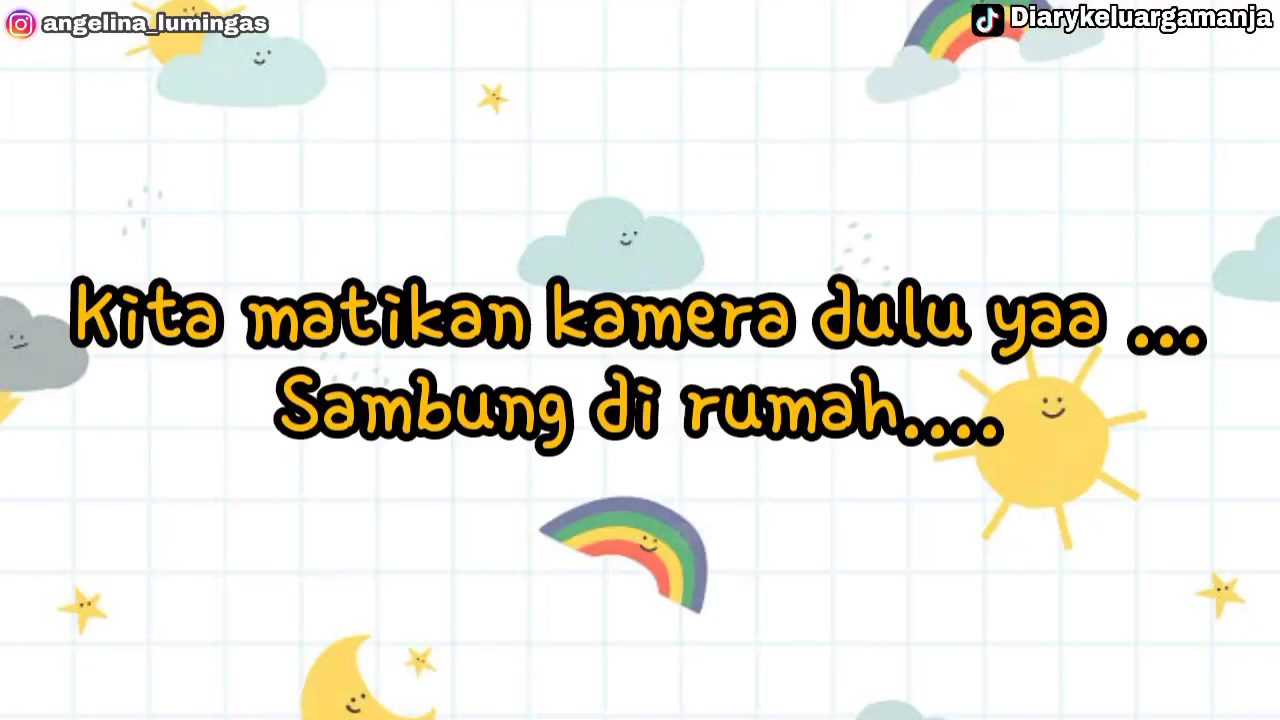 angelina_lumingas
Diarykeluargamanja
Kita matikan kamera dulu yaa ...
Sambung di rumah....